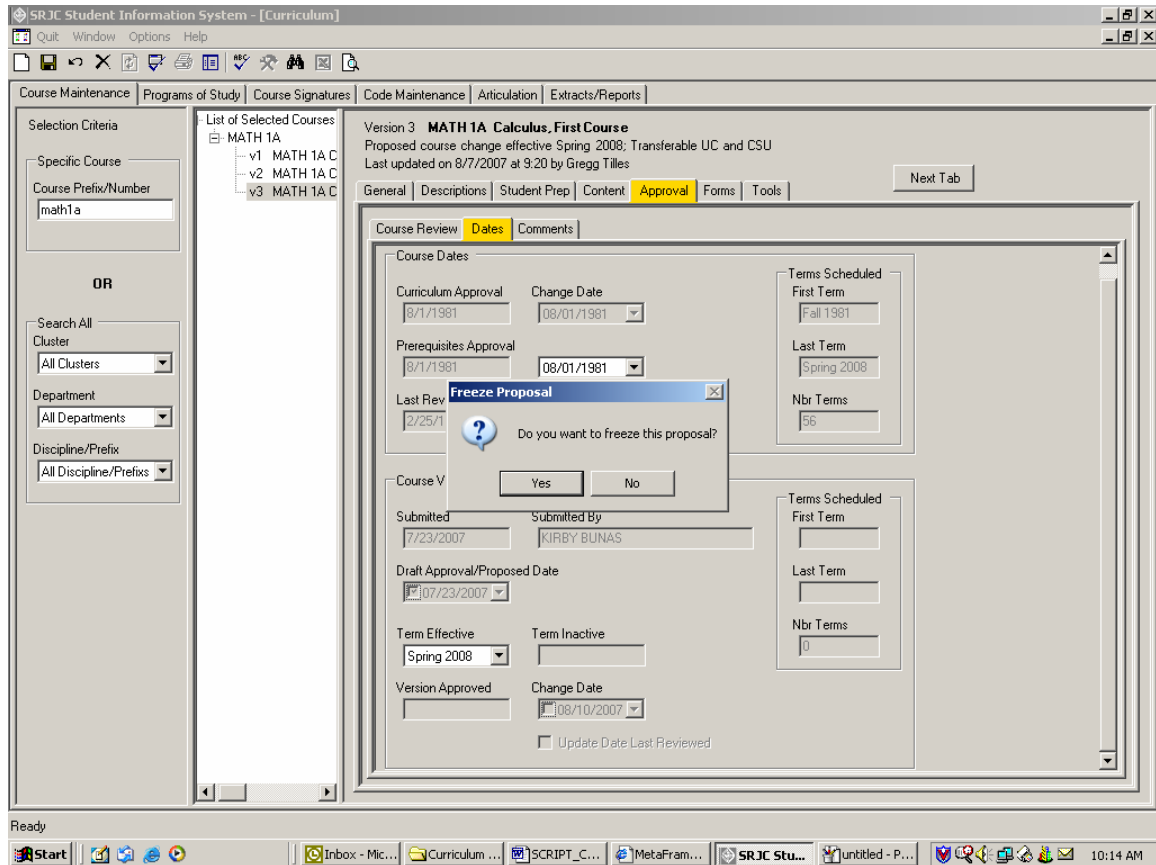 SRJC Student Information System - [Curriculum]
Quit Window Options Help
ABC
Course Maintenance Programs of Study Course Signatures Code Maintenance Articulation Extracts/Reports
Selection Criteria
Specific Course
Course Prefix/Number
math1a
OR
Search All
Cluster
All Clusters
Department
All Departments
Discipline/Prefix
All Discipline/Prefixs
List of Selected Courses
MATH 1A
v1 MATH 1A C
v2 MATH 1A C
v3 MATH 1A C
Version 3 MATH 1A Calculus, First Course
Proposed course change effective Spring 2008; Transferable UC and CSU
Last updated on 8/7/2007 at 9:20 by Gregg Tilles
Next Tab
General Descriptions Student Prep Content Approval Forms Tools
Course Review Dates Comments
Course Dates
Curriculum Approval Change Date
8/1/1981 08/01/1981
Prerequisites Approval
8/1/1981 08/01/1981
Last Rev
2/25/1
Terms Scheduled
First Term
Fall 1981
Last Term
Spring 2008
Nbr Terms
56
Freeze Proposal
Do you want to freeze this proposal?
Yes No
Course V
Submitted Submitted By
7/23/2007 KIRBY BUNAS
Draft Approval/Proposed Date
07/23/2007
Term Effective Term Inactive
Spring 2008
Version Approved Change Date
08/10/2007
Update Date Last Reviewed
Terms Scheduled
First Term
Last Term
Nbr Terms
0
Ready
Start Inbox - Mic... Curriculum ... SCRIPT_C... MetaFram... SRJC Stu... untitled - P... 10:14 AM